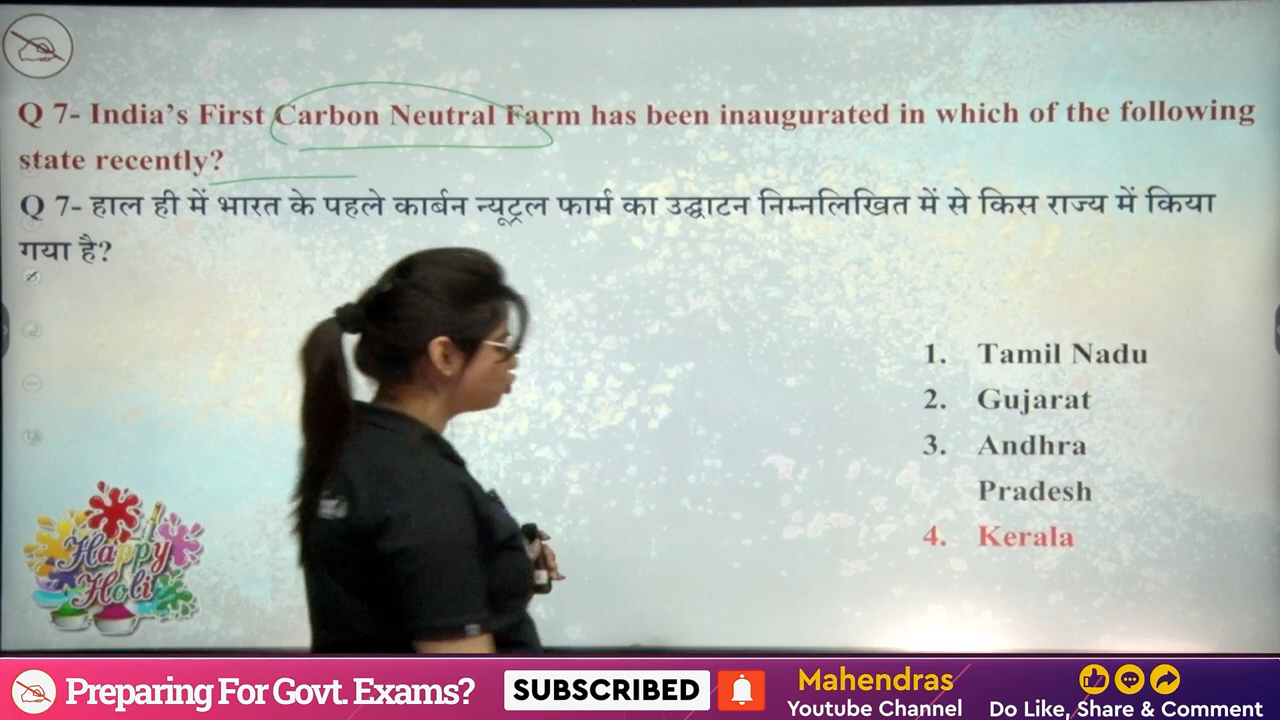 Q 7- India’s First Carbon Neutral Farm has been inaugurated in which of the following
state recently?
Q 7- हाल ही में भारत के पहले कार्बन न्यूट्रल फार्म का उद्घाटन निम्नलिखित में से किस राज्य में किया
गया है?
1. Tamil Nadu
2. Gujarat
3. Andhra
Pradesh
4. Kerala
Happy
Holi
Preparing For Govt. Exams?
SUBSCRIBED
Mahendras
Youtube Channel
Do Like, Share & Comment